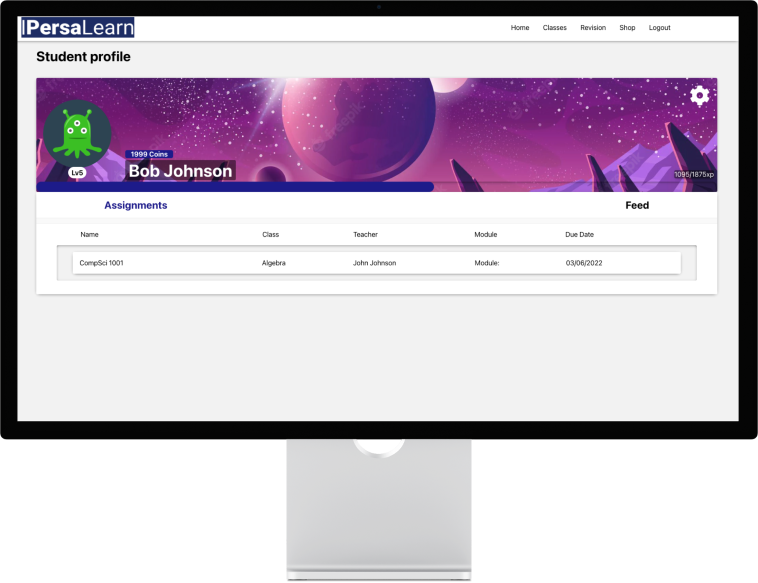 PersaLearn
Home Classes Revision Shop Logout
Student profile
1999 Coins
Lv5
Bob Johnson
1095/1875xp
Assignments Feed
Name Class Teacher Module Due Date
CompSci 1001 Algebra John Johnson Module: 03/06/2022